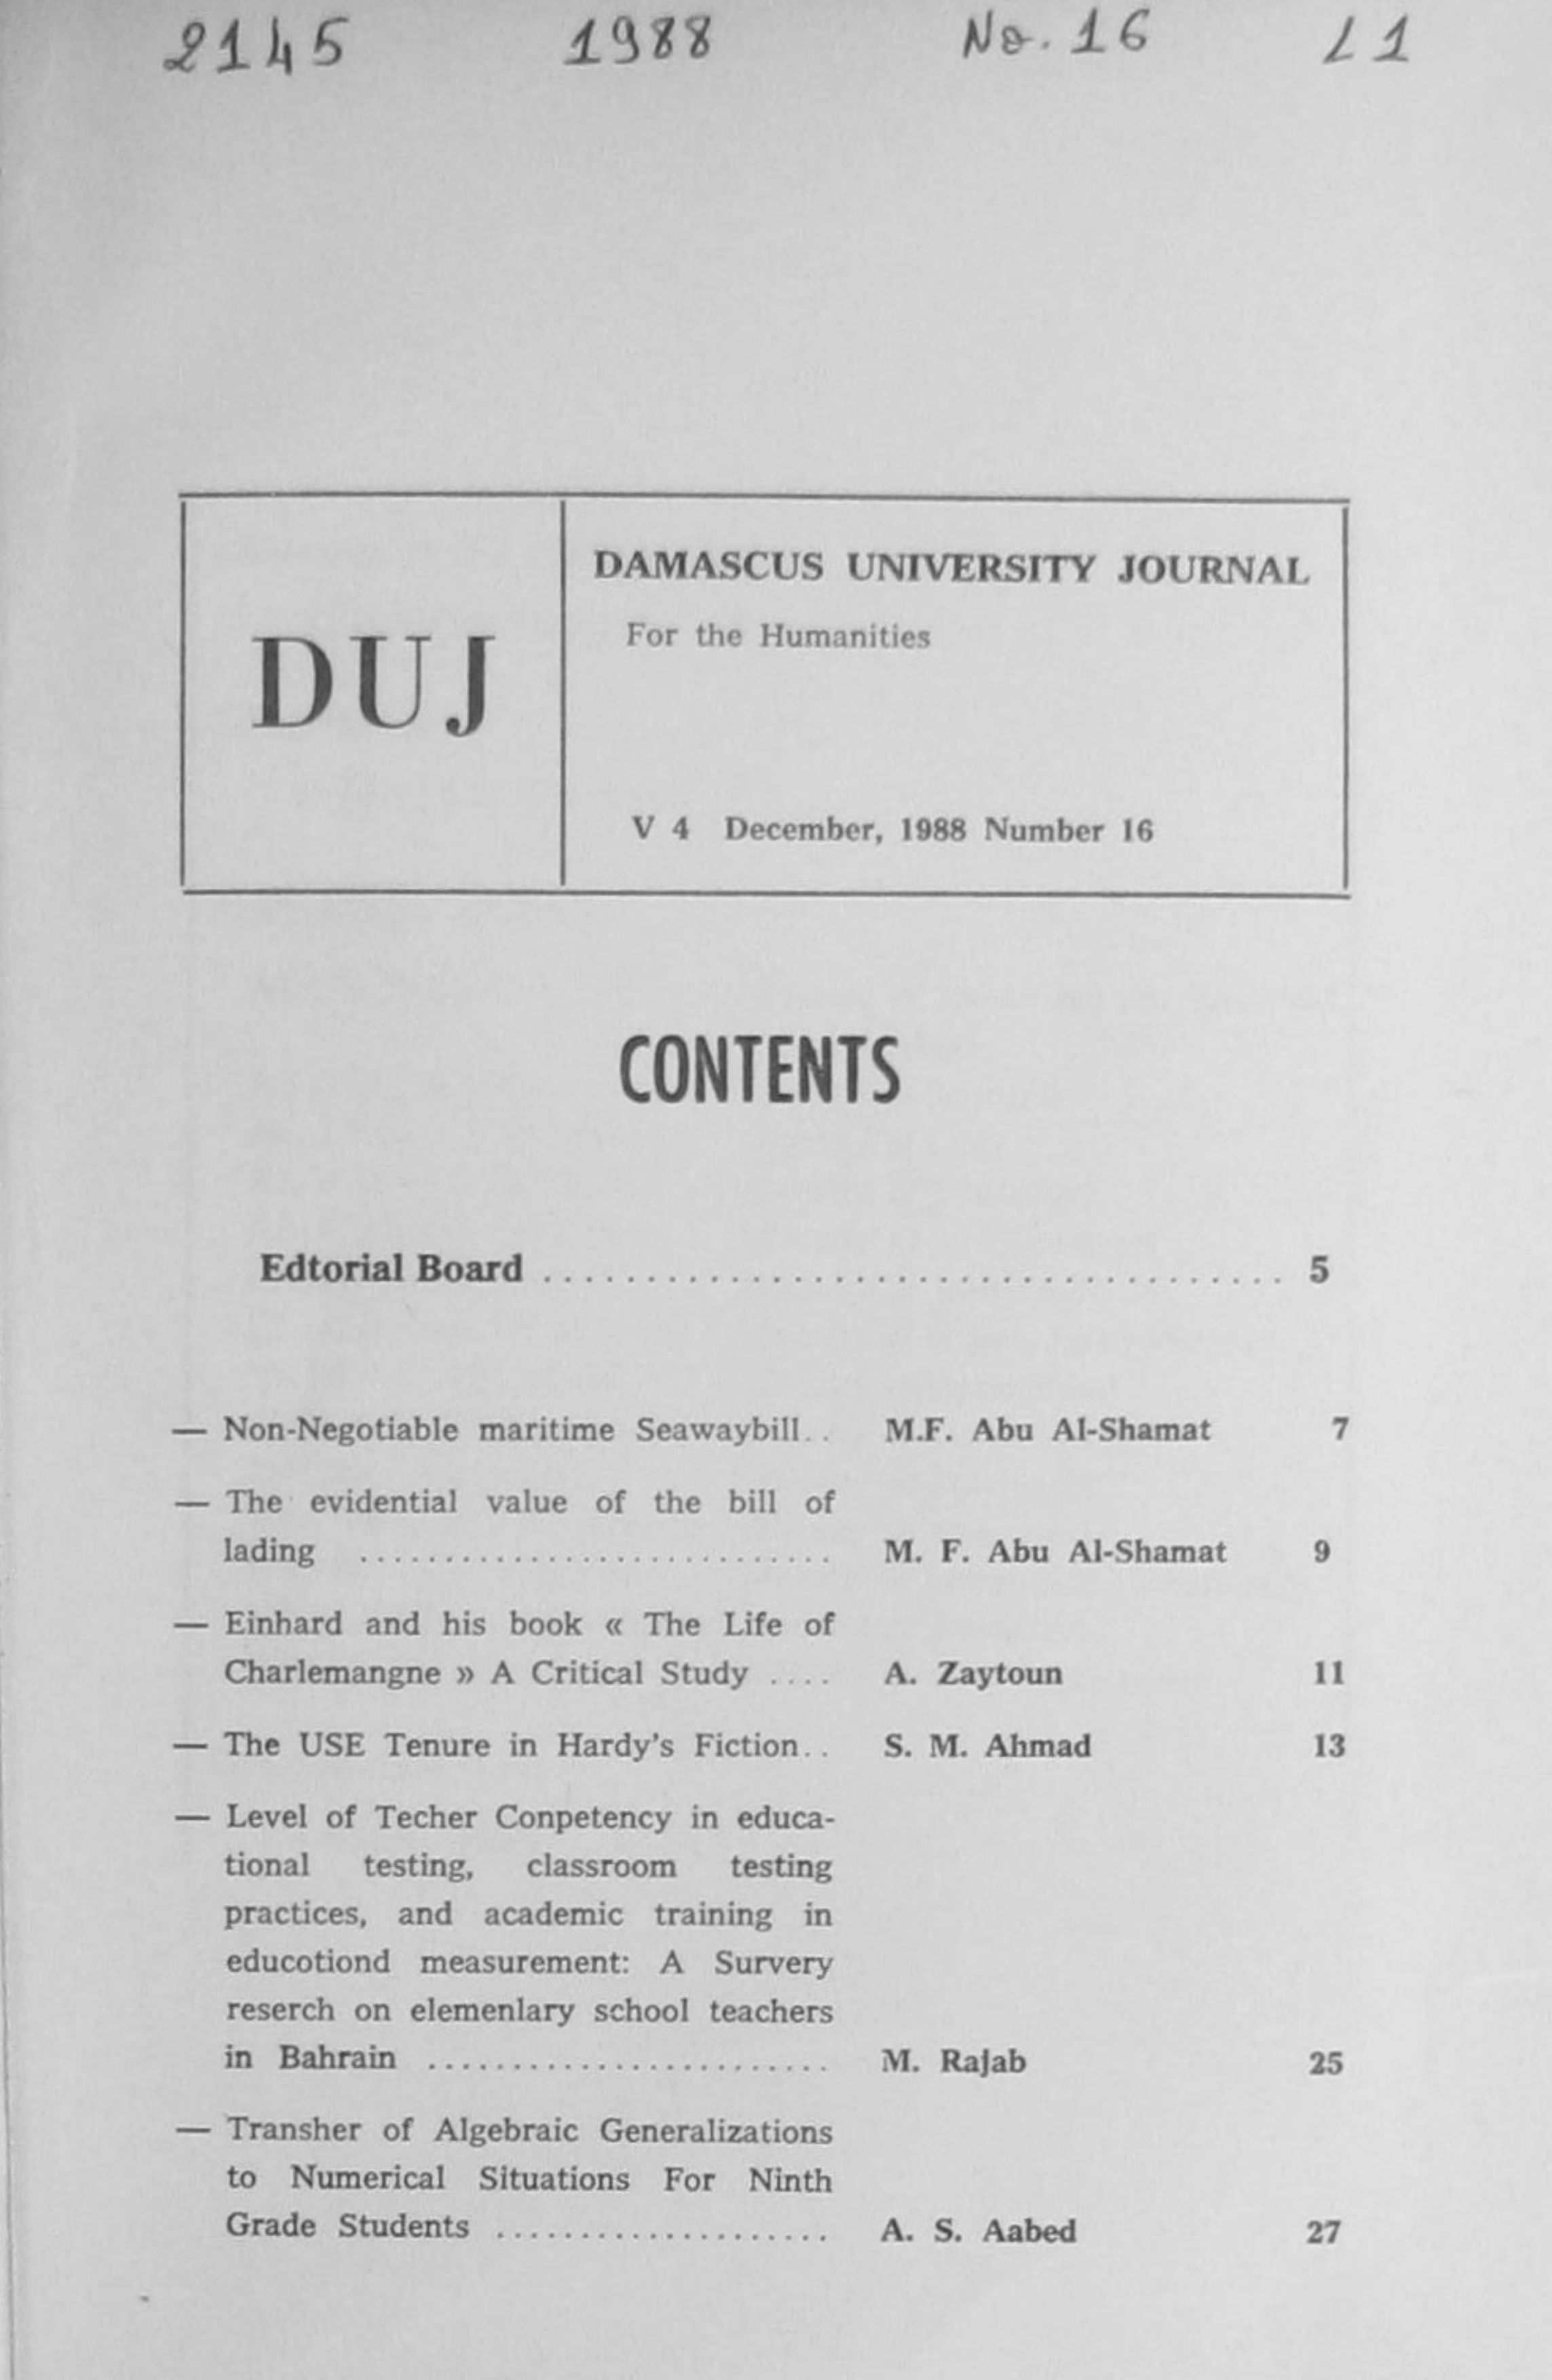 2145 1988 No. 16 L1
DUJ
DAMASCUS UNIVERSITY JOURNAL
For the Humanities
V 4 December, 1988 Number 16
CONTENTS
Edtorial Board .................................... 5
— Non-Negotiable maritime Seawaybill.. M.F. Abu Al-Shamat 7
— The evidential value of the bill of
lading ............................ M. F. Abu Al-Shamat 9
— Einhard and his book « The Life of
Charlemangne » A Critical Study .... A. Zaytoun 11
— The USE Tenure in Hardy's Fiction.. S. M. Ahmad 13
— Level of Techer Conpetency in educa-
tional testing, classroom testing
practices, and academic training in
educotiond measurement: A Survery
reserch on elemenlary school teachers
in Bahrain ........................ M. Rajab 25
— Transher of Algebraic Generalizations
to Numerical Situations For Ninth
Grade Students .................... A. S. Aabed 27